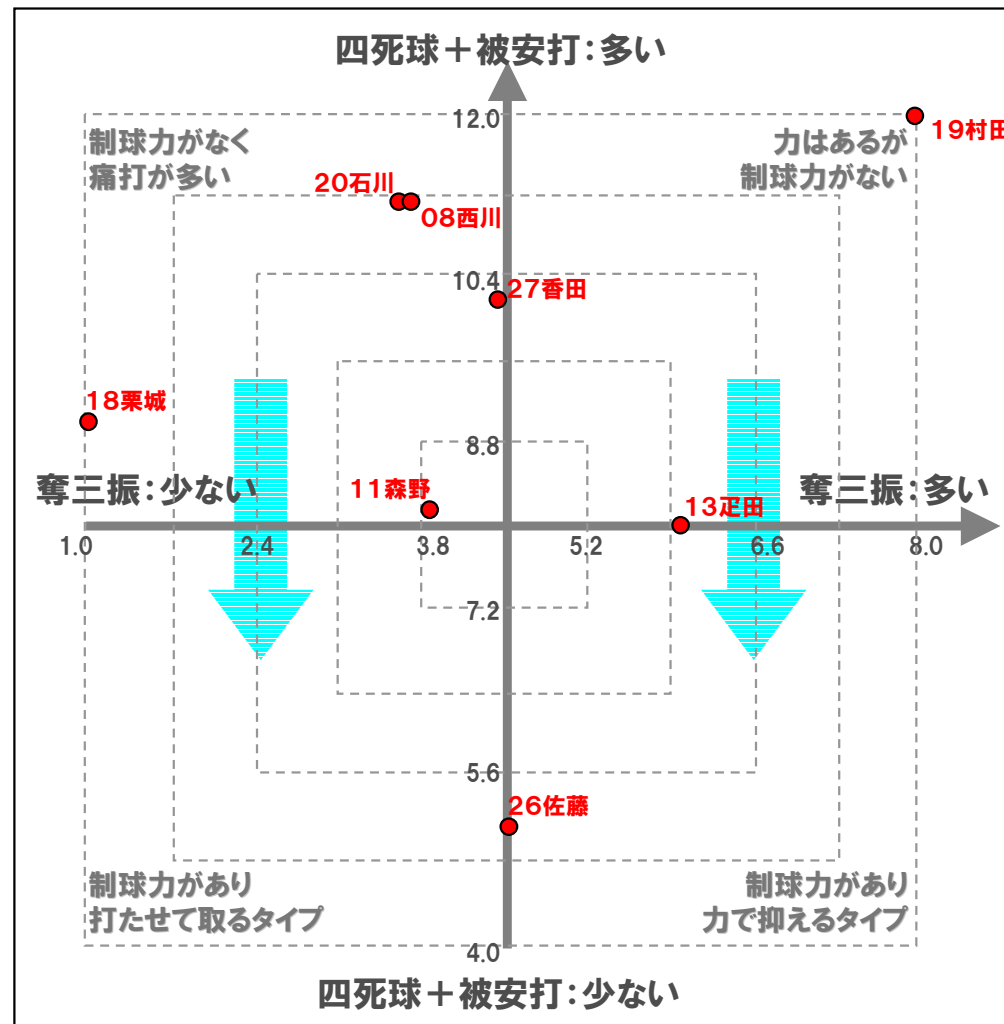 四死球＋被安打：多い
12.0
19村田
制球力がなく
痛打が多い
力はあるが
制球力がない
20石川
08西川
10.4
27香田
18栗城
8.8
奪三振：少ない
11森野
13疋田
奪三振：多い
1.0
2.4
3.8
5.2
6.6
8.0
7.2
5.6
26佐藤
制球力があり
打たせて取るタイプ
制球力があり
力で抑えるタイプ
4.0
四死球＋被安打：少ない